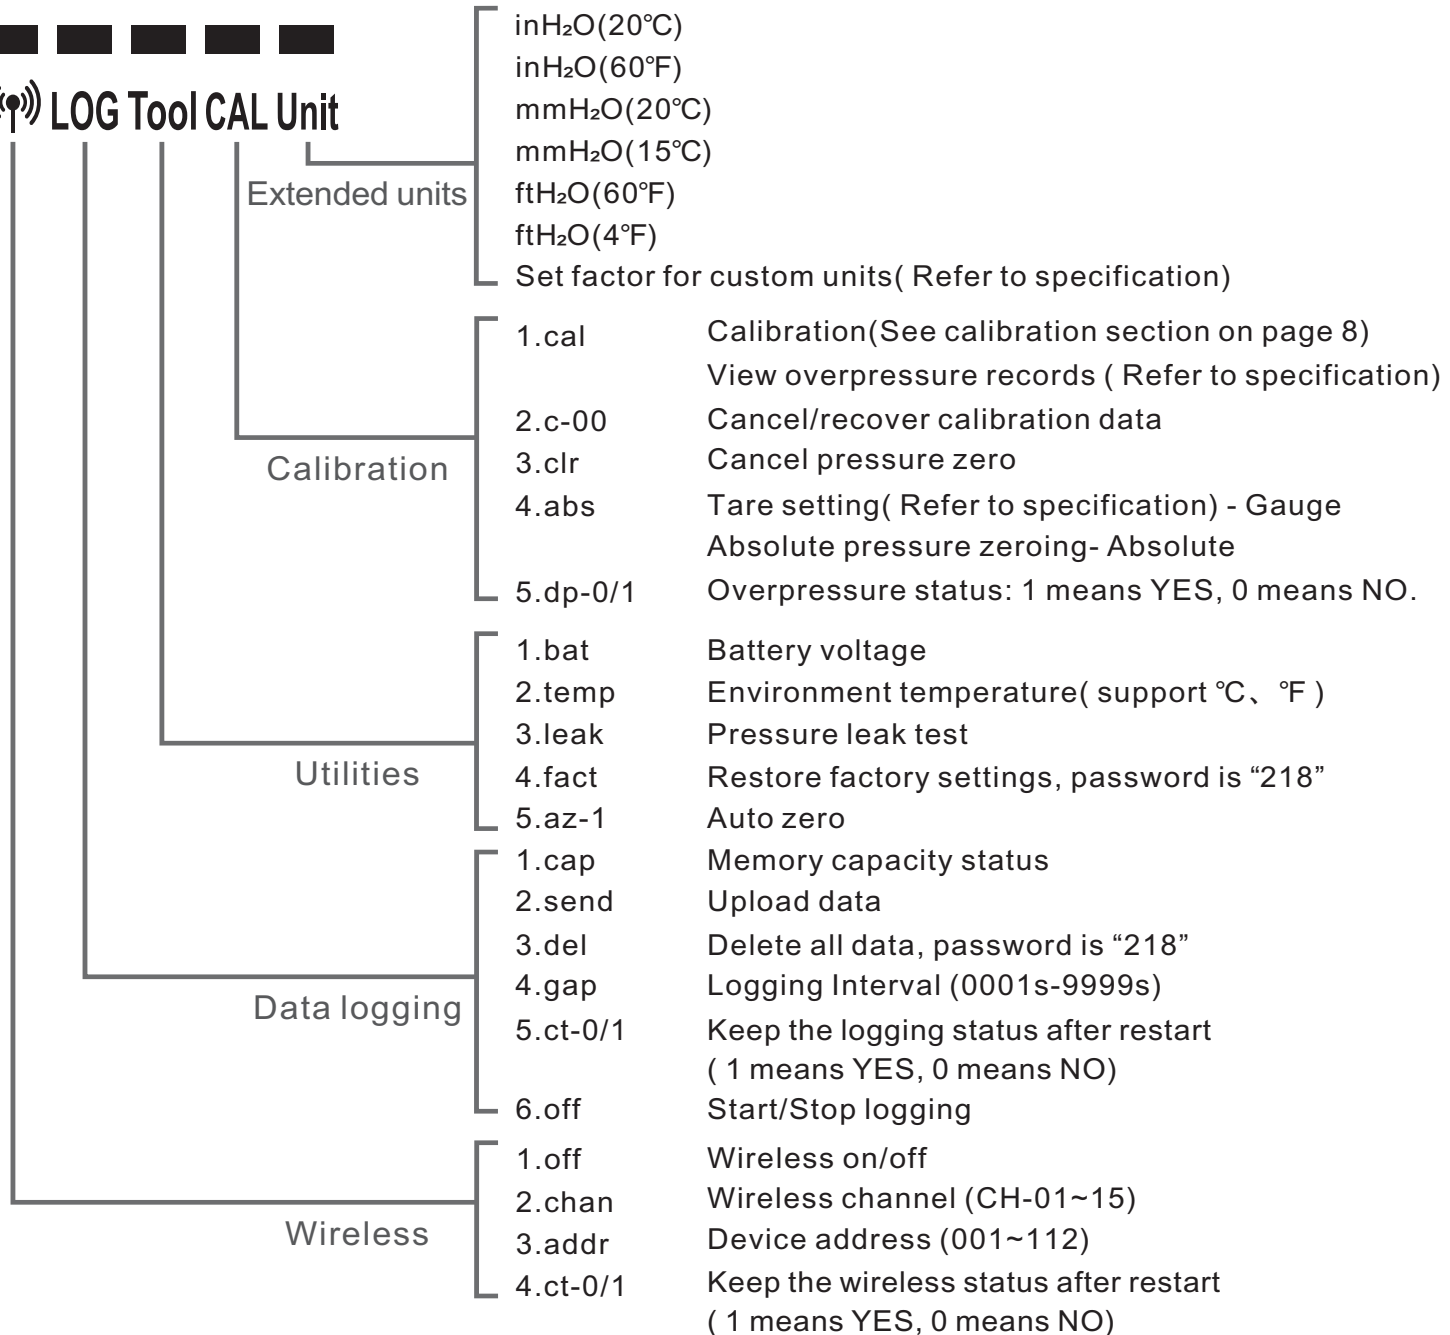 LOG Tool CAL Unit
Extended units
inH₂O(20℃)
inH₂O(60℉)
mmH₂O(20℃)
mmH₂O(15℃)
ftH₂O(60℉)
ftH₂O(4℉)
Set factor for custom units( Refer to specification)
Calibration
1.cal Calibration(See calibration section on page 8)
View overpressure records ( Refer to specification)
2.c-00 Cancel/recover calibration data
3.clr Cancel pressure zero
4.abs Tare setting( Refer to specification) - Gauge
Absolute pressure zeroing- Absolute
5.dp-0/1 Overpressure status: 1 means YES, 0 means NO.
Utilities
1.bat Battery voltage
2.temp Environment temperature( support ℃、℉ )
3.leak Pressure leak test
4.fact Restore factory settings, password is “218”
5.az-1 Auto zero
Data logging
1.cap Memory capacity status
2.send Upload data
3.del Delete all data, password is “218”
4.gap Logging Interval (0001s-9999s)
5.ct-0/1 Keep the logging status after restart
( 1 means YES, 0 means NO)
6.off Start/Stop logging
Wireless
1.off Wireless on/off
2.chan Wireless channel (CH-01~15)
3.addr Device address (001~112)
4.ct-0/1 Keep the wireless status after restart
( 1 means YES, 0 means NO)